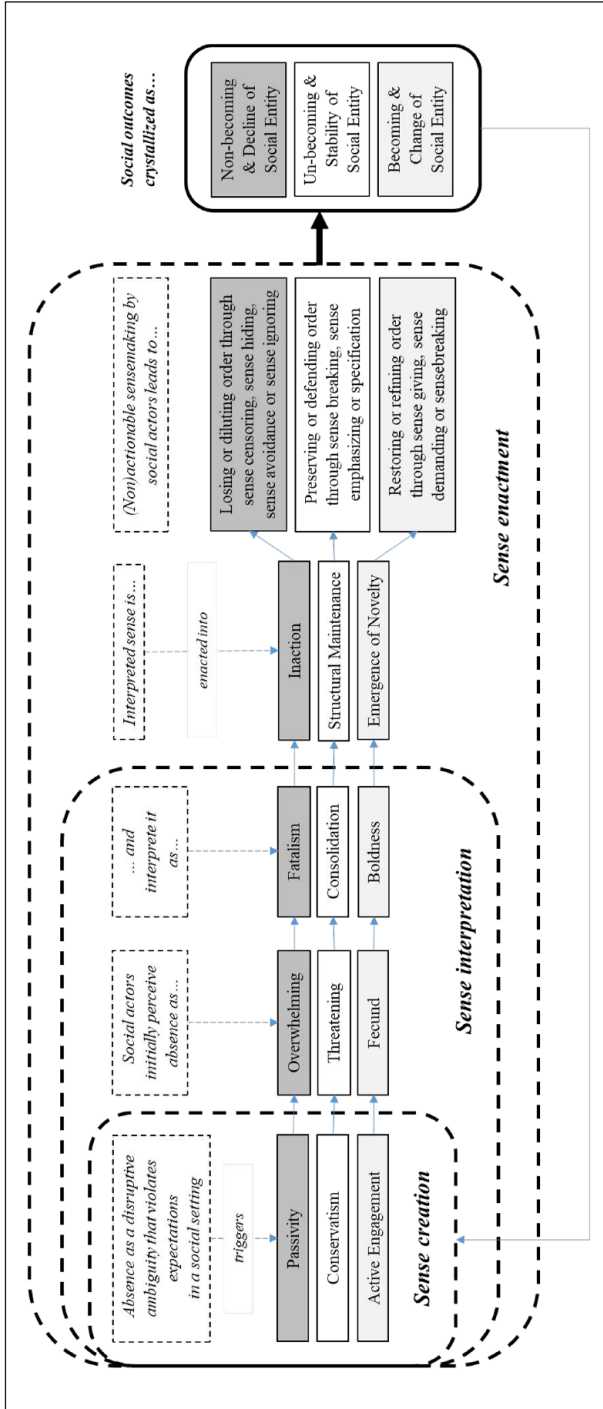 Absence as a disruptive
ambiguity that violates
expectations
in a social setting
triggers
Passivity
Conservatism
Active Engagement
Sense creation
Social actors
initially perceive
absence as…
Overwhelming
Threatening
Fecund
… and
interpret it
as…
Fatalism
Consolidation
Boldness
Sense interpretation
Interpreted sense is…
enacted into
Inaction
Structural Maintenance
Emergence of Novelty
(Non)actionable sensemaking by
social actors leads to…
Losing or diluting order through
sense censoring, sense hiding,
sense avoidance or sense ignoring
Preserving or defending order
through sense breaking, sense
emphasizing or specification
Restoring or refining order
through sense giving, sense
demanding or sensebreaking
Sense enactment
Social outcomes
crystallized as…
Non-becoming
& Decline of
Social Entity
Un-becoming &
Stability of
Social Entity
Becoming &
Change of
Social Entity